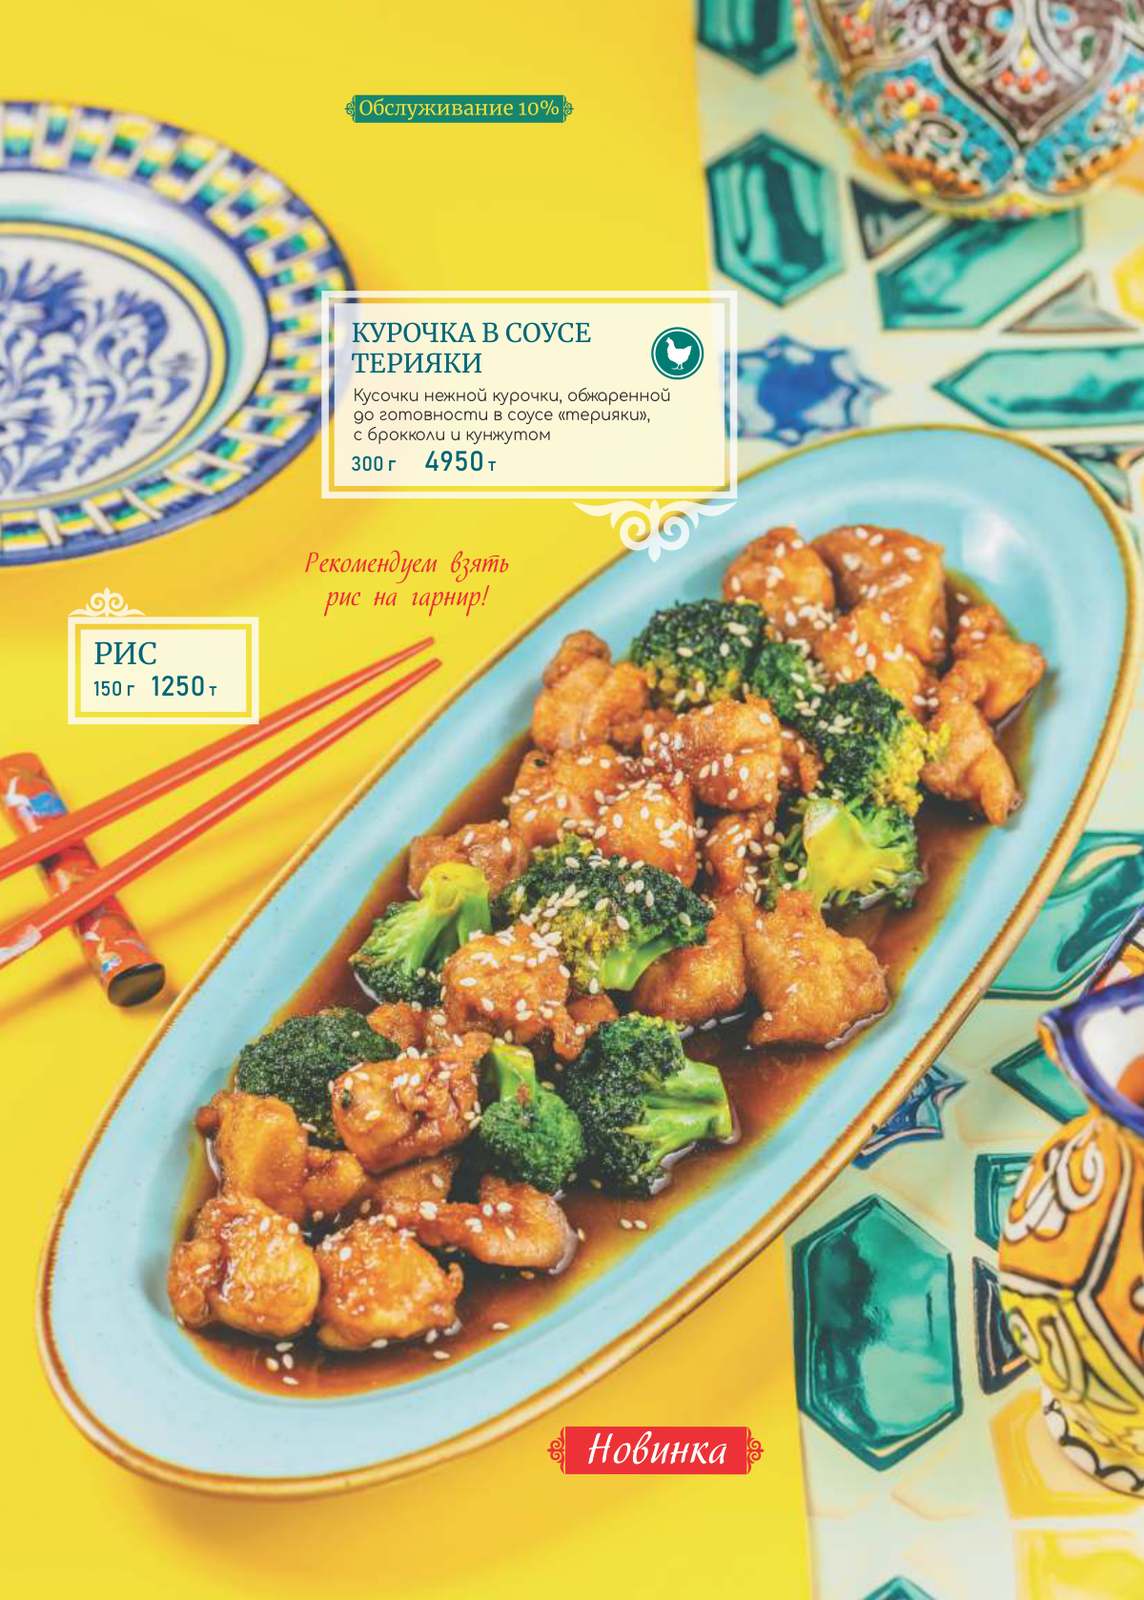 Обслуживание 10%
КУРОЧКА В СОУСЕ
ТЕРИЯКИ
Кусочки нежной курочки, обжаренной
до готовности в соусе «терияки»,
с брокколи и кунжутом
300 г 4950 т
Рекомендуем взять
рис на гарнир!
РИС
150 г 1250 т
Новинка